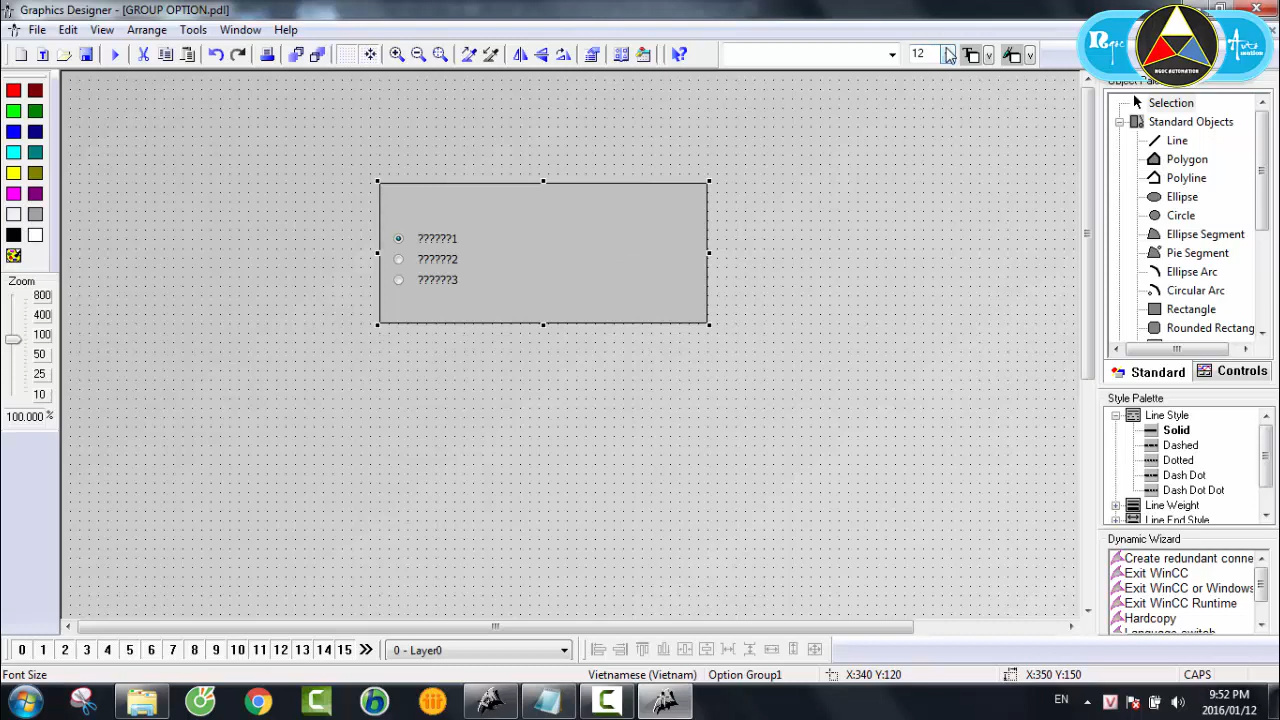 Graphics Designer - [GROUP OPTION.pdl]
File Edit View Arrange Tools Window Help
12
NGOC AUTOMATION
Object
Selection
Standard Objects
Line
Polygon
Polyline
Ellipse
Circle
Ellipse Segment
Pie Segment
Ellipse Arc
Circular Arc
Rectangle
Rounded Rectang
Standard Controls
Zoom
800
400
100
50
25
10
100.000 %
??????1
??????2
??????3
Style Palette
Line Style
Solid
Dashed
Dotted
Dash Dot
Dash Dot Dot
Line Weight
Line End Style
Dynamic Wizard
Create redundant conne
Exit WinCC
Exit WinCC or Windows
Exit WinCC Runtime
Hardcopy
Language switch
0 1 2 3 4 5 6 7 8 9 10 11 12 13 14 15
0 - Layer0
Font Size
Vietnamese (Vietnam) Option Group1 X:340 Y:120 X:350 Y:150 CAPS
EN
9:52 PM
2016/01/12